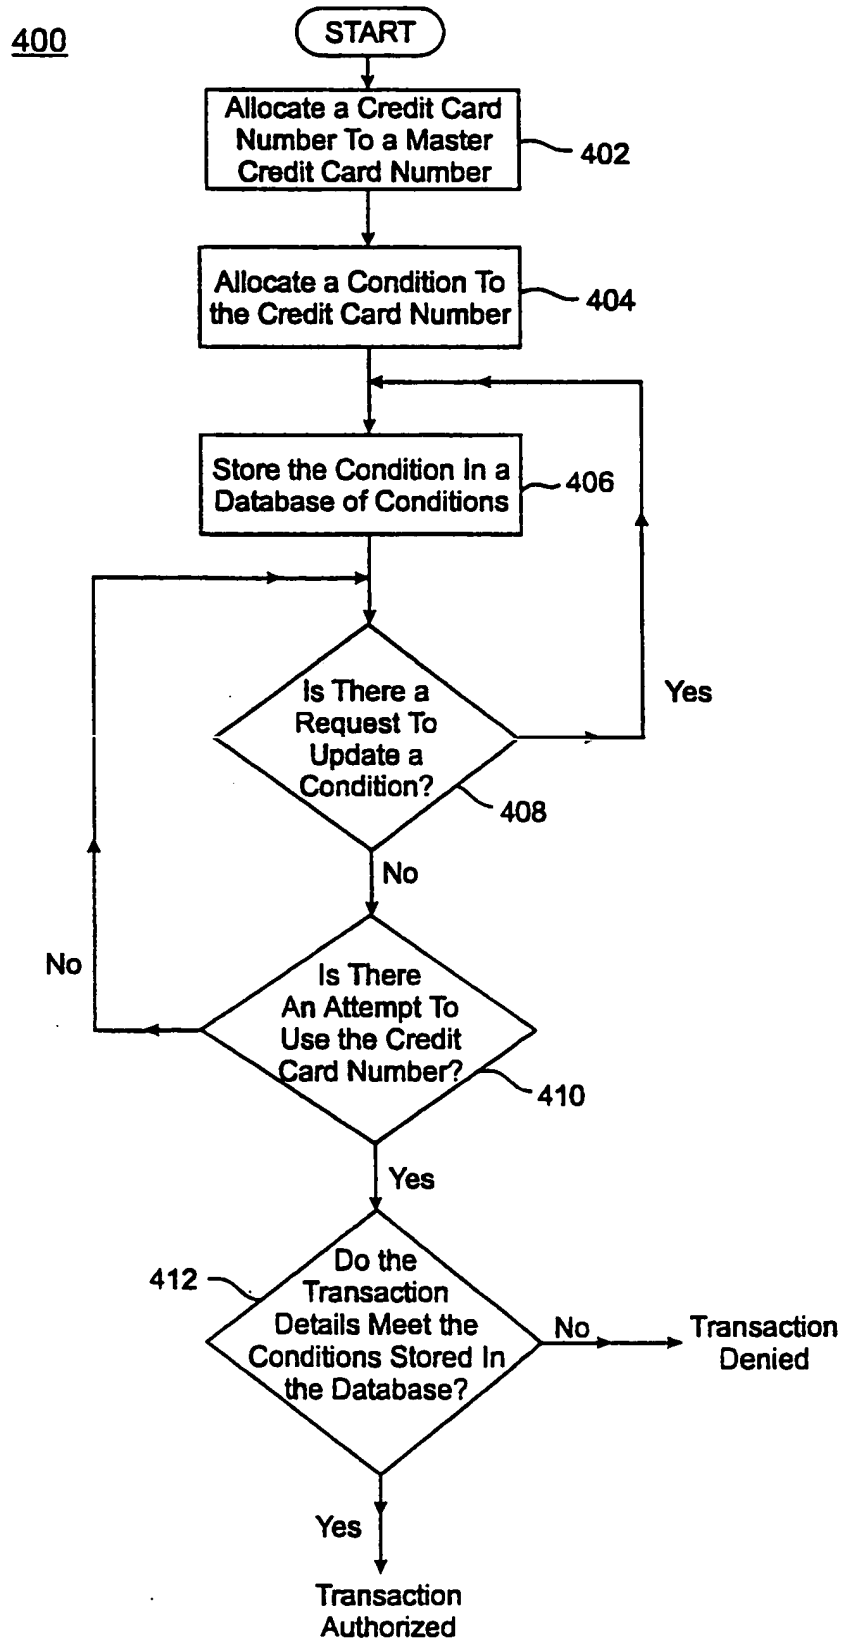 400
START
Allocate a Credit Card
Number To a Master
Credit Card Number
402
Allocate a Condition To
the Credit Card Number
404
Store the Condition In a
Database of Conditions
406
Is There a
Request To
Update a
Condition?
Yes
408
No
No
Is There
An Attempt To
Use the Credit
Card Number?
410
Yes
412
Do the
Transaction
Details Meet the
Conditions Stored In
the Database?
No
Transaction
Denied
Yes
Transaction
Authorized